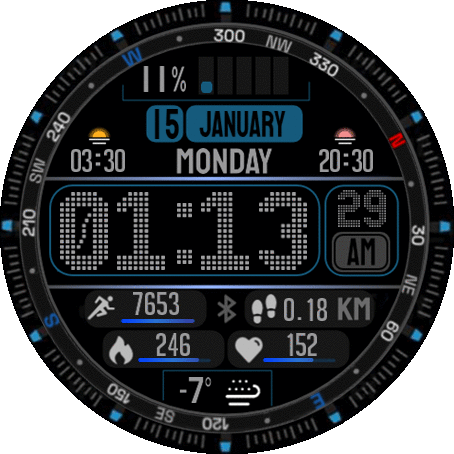 300
NW
330
W
N
240
SW
210
S
30
NE
60
E
120
SE
150
11%
15 JANUARY
03:30 MONDAY 20:30
01:13 29
AM
7653 0.18 KM
246 152
-7°